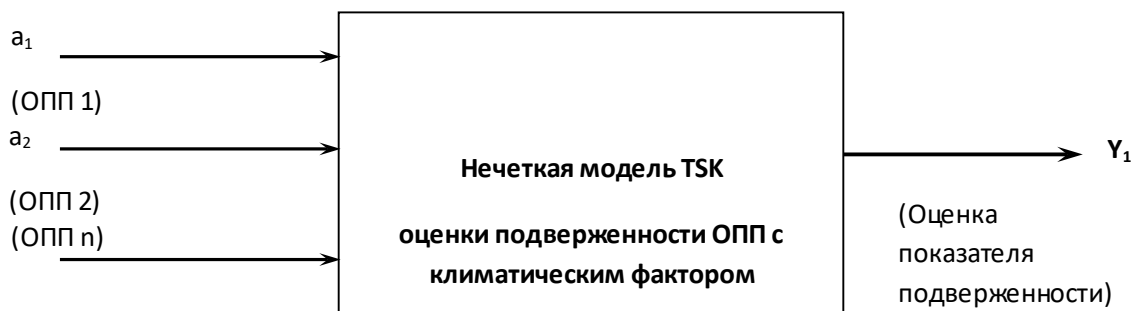 a₁
(ОПП 1)
a₂
(ОПП 2)
(ОПП n)
Нечеткая модель TSK
оценки подверженности ОПП с
климатическим фактором
Y₁
(Оценка
показателя
подверженности)